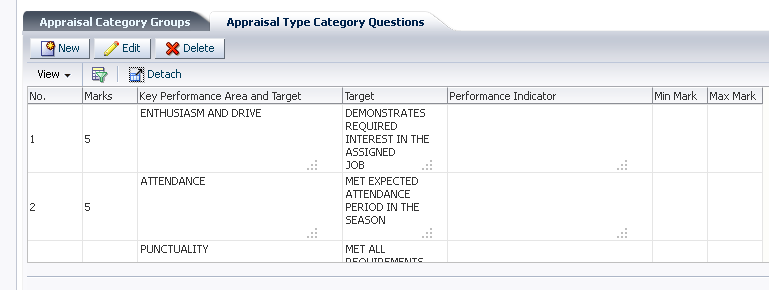 Appraisal Category Groups Appraisal Type Category Questions
New Edit Delete
View Detach
No. Marks Key Performance Area and Target Target Performance Indicator Min Mark Max Mark
1 5 ENTHUSIASM AND DRIVE DEMONSTRATES
REQUIRED
INTEREST IN THE
ASSIGNED
JOB
2 5 ATTENDANCE MET EXPECTED
ATTENDANCE
PERIOD IN THE
SEASON
PUNCTUALITY MET ALL
REQUIREMENTS